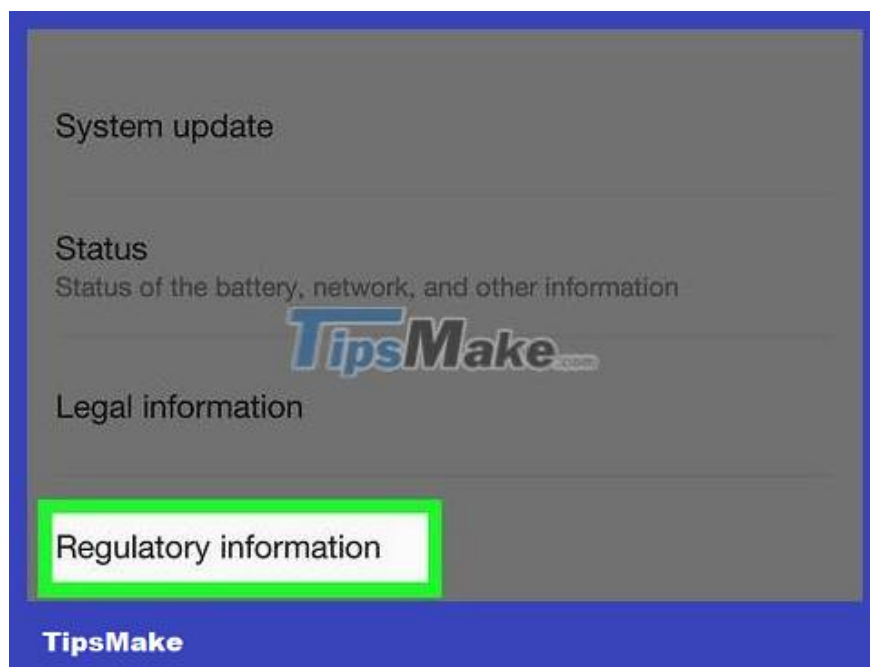 System update
Status
Status of the battery, network, and other information
TipsMake.com
Legal information
Regulatory information
TipsMake